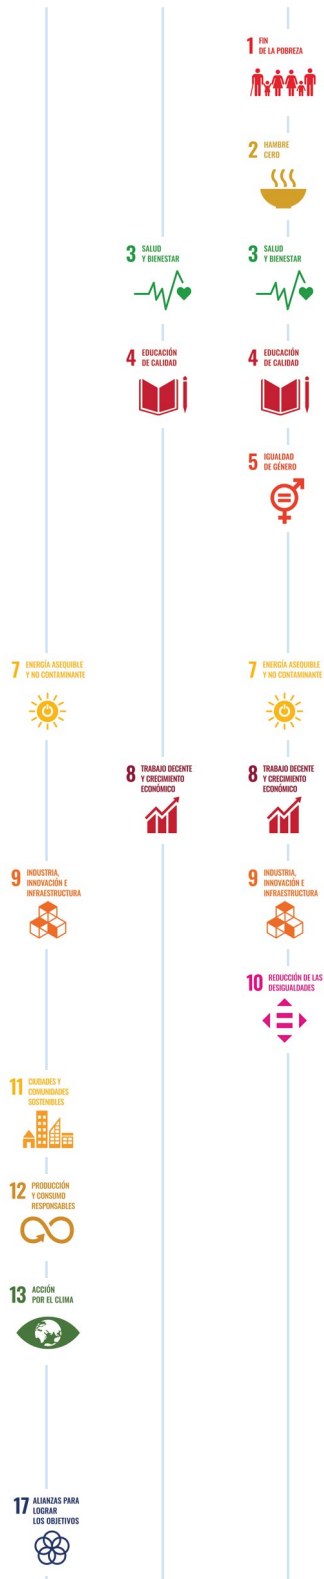 1 FIN
DE LA POBREZA
2 HAMBRE
CERO
3 SALUD
Y BIENESTAR
3 SALUD
Y BIENESTAR
4 EDUCACIÓN
DE CALIDAD
4 EDUCACIÓN
DE CALIDAD
5 IGUALDAD
DE GÉNERO
7 ENERGÍA ASEQUIBLE
Y NO CONTAMINANTE
7 ENERGÍA ASEQUIBLE
Y NO CONTAMINANTE
8 TRABAJO DECENTE
Y CRECIMIENTO
ECONÓMICO
8 TRABAJO DECENTE
Y CRECIMIENTO
ECONÓMICO
9 INDUSTRIA,
INNOVACIÓN E
INFRAESTRUCTURA
9 INDUSTRIA,
INNOVACIÓN E
INFRAESTRUCTURA
10 REDUCCIÓN DE LAS
DESIGUALDADES
11 CIUDADES Y
COMUNIDADES
SOSTENIBLES
12 PRODUCCIÓN
Y CONSUMO
RESPONSABLES
13 ACCIÓN
POR EL CLIMA
17 ALIANZAS PARA
LOGRAR
LOS OBJETIVOS